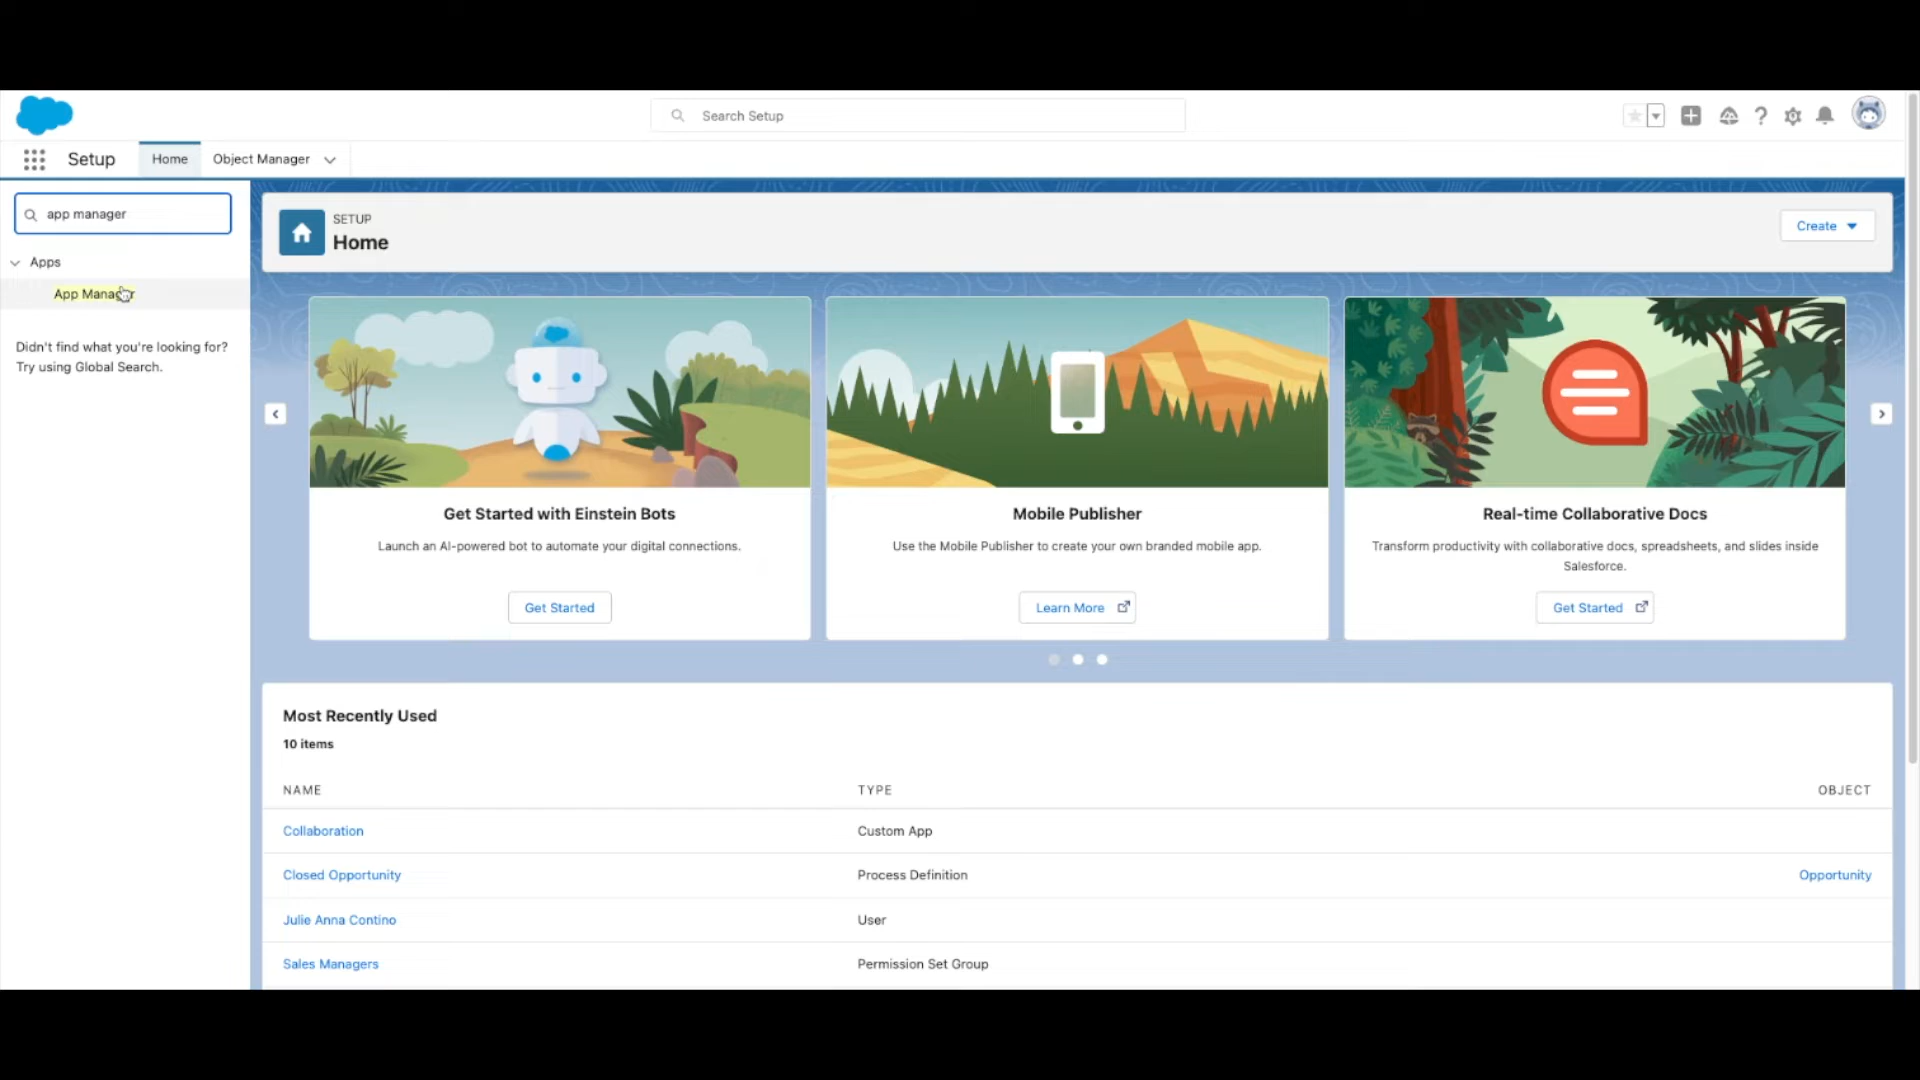 Search Setup
Setup
Home
Object Manager
app manager
Apps
App Manager
Didn't find what you're looking for?
Try using Global Search.
SETUP
Home
Create
Get Started with Einstein Bots
Launch an AI-powered bot to automate your digital connections.
Get Started
Mobile Publisher
Use the Mobile Publisher to create your own branded mobile app.
Learn More
Real-time Collaborative Docs
Transform productivity with collaborative docs, spreadsheets, and slides inside
Salesforce.
Get Started
Most Recently Used
10 items
NAME TYPE OBJECT
Collaboration Custom App
Closed Opportunity Process Definition Opportunity
Julie Anna Contino User
Sales Managers Permission Set Group